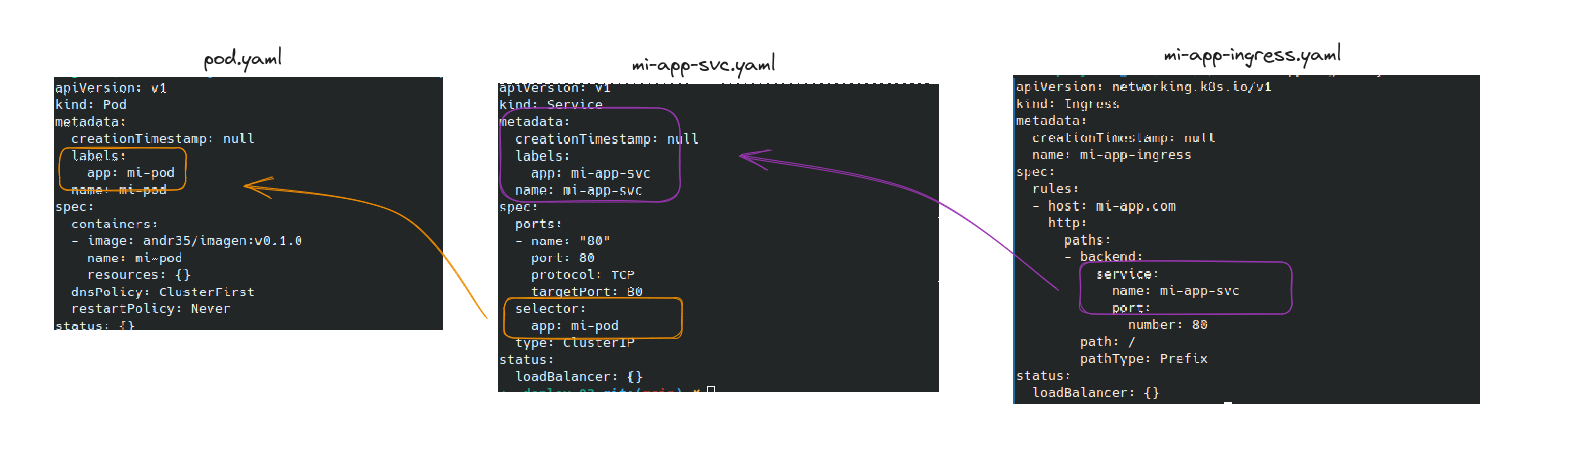 pod.yaml
apiVersion: v1
kind: Pod
metadata:
  creationTimestamp: null
  labels:
    app: mi-pod
  name: mi-pod
spec:
  containers:
  - image: andr35/imagen:v0.1.0
    name: mi-pod
    resources: {}
  dnsPolicy: ClusterFirst
  restartPolicy: Never
status: {}
mi-app-svc.yaml
apiVersion: v1
kind: Service
metadata:
  creationTimestamp: null
  labels:
    app: mi-app-svc
  name: mi-app-svc
spec:
  ports:
  - name: "80"
    port: 80
    protocol: TCP
    targetPort: 80
  selector:
    app: mi-pod
  type: ClusterIP
status:
  loadBalancer: {}
mi-app-ingress.yaml
apiVersion: networking.k8s.io/v1
kind: Ingress
metadata:
  creationTimestamp: null
  name: mi-app-ingress
spec:
  rules:
  - host: mi-app.com
    http:
      paths:
      - backend:
          service:
            name: mi-app-svc
            port:
              number: 80
        path: /
        pathType: Prefix
status:
  loadBalancer: {}